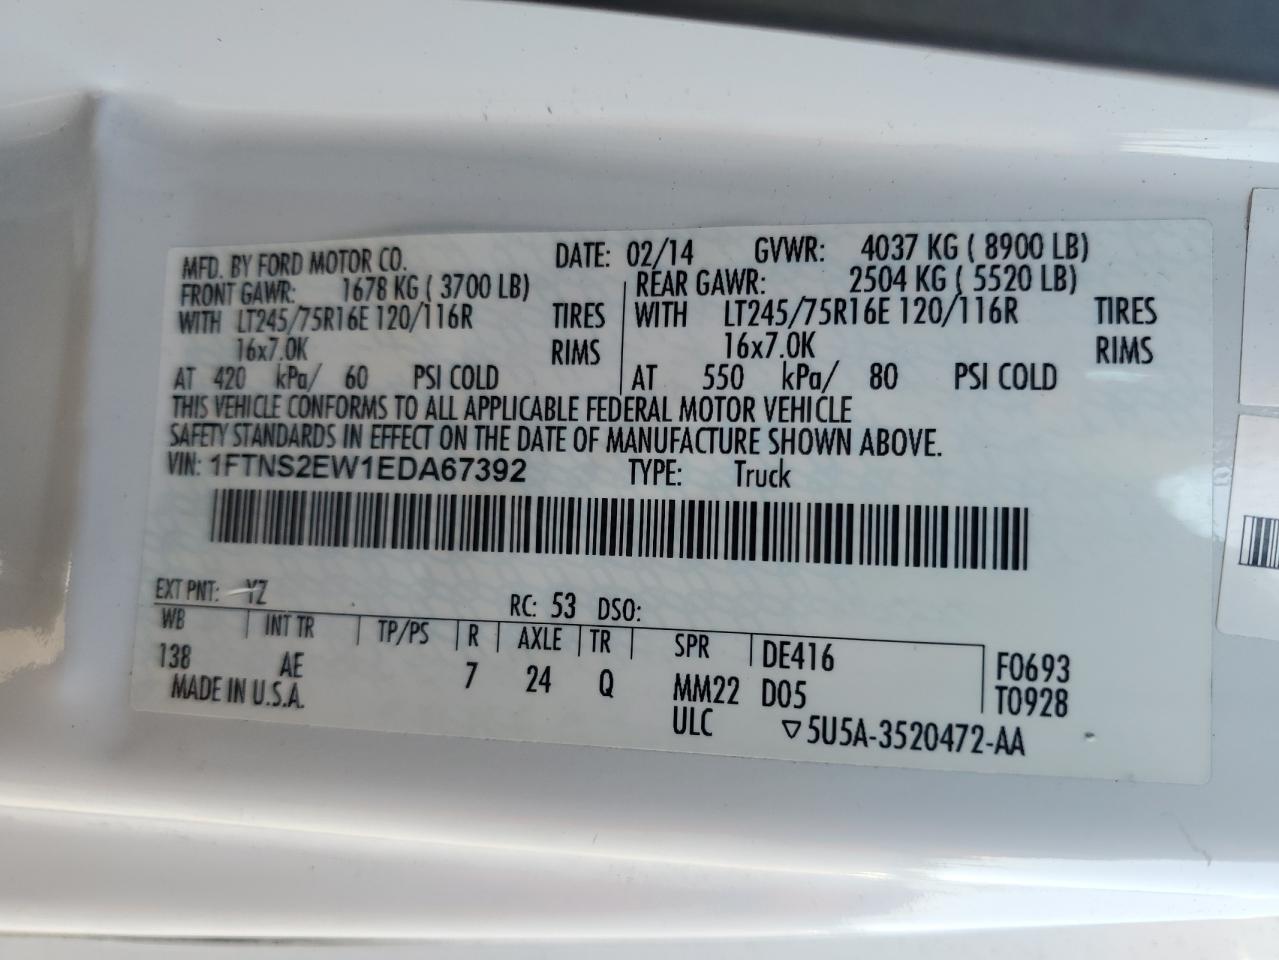 MFD. BY FORD MOTOR CO. DATE: 02/14 GVWR: 4037 KG ( 8900 LB)
FRONT GAWR: 1678 KG ( 3700 LB) REAR GAWR: 2504 KG ( 5520 LB)
WITH LT245/75R16E 120/116R TIRES WITH LT245/75R16E 120/116R TIRES
16x7.0K RIMS 16x7.0K RIMS
AT 420 kPa/ 60 PSI COLD AT 550 kPa/ 80 PSI COLD
THIS VEHICLE CONFORMS TO ALL APPLICABLE FEDERAL MOTOR VEHICLE
SAFETY STANDARDS IN EFFECT ON THE DATE OF MANUFACTURE SHOWN ABOVE.
VIN: 1FTNS2EW1EDA67392 TYPE: Truck
EXT PNT: YZ RC: 53 DSO:
WB INT TR TP/PS R AXLE TR SPR DE416 F0693
138 AE 7 24 Q MM22 D05 T0928
MADE IN U.S.A. ULC ▽5U5A-3520472-AA